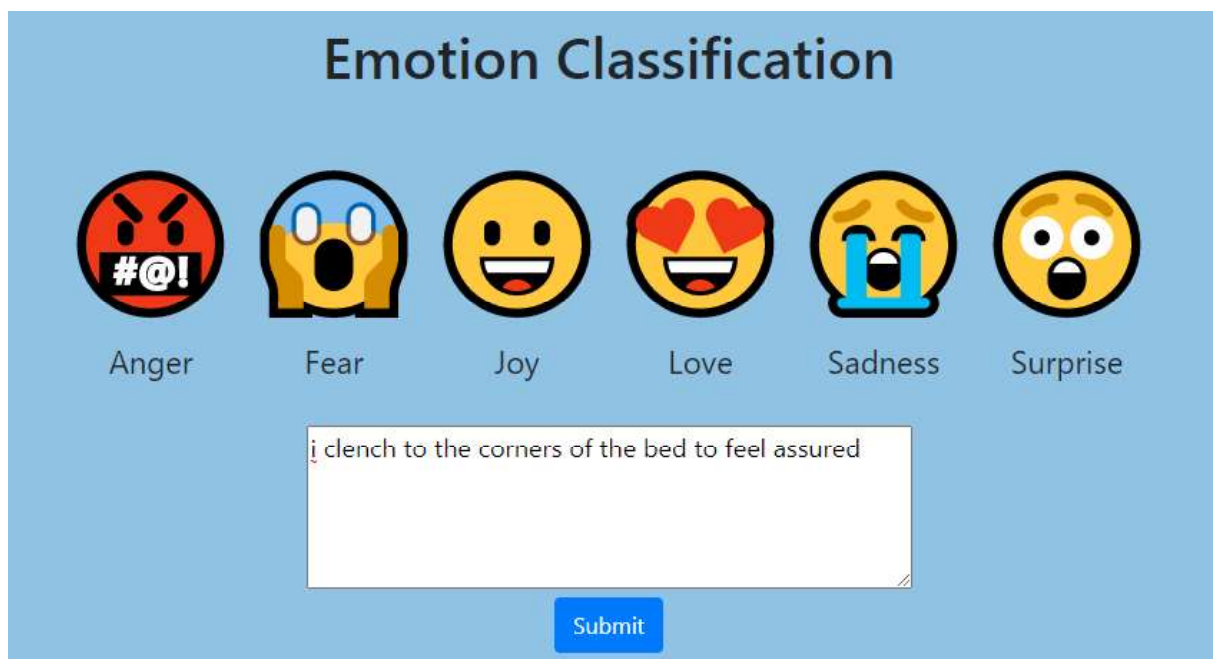 Emotion Classification
#@!
Anger Fear Joy Love Sadness Surprise
i clench to the corners of the bed to feel assured
Submit